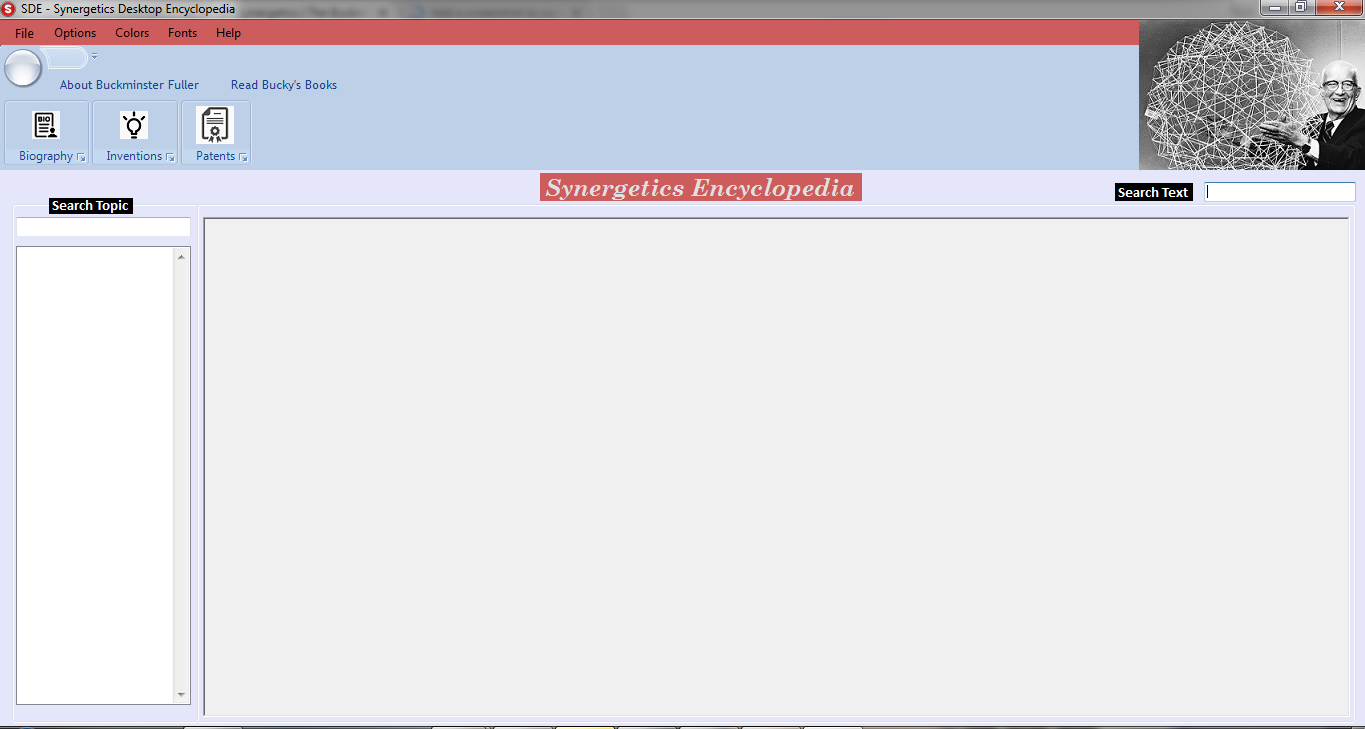 S SDE - Synergetics Desktop Encyclopedia
File Options Colors Fonts Help
About Buckminster Fuller Read Bucky's Books
BIO
Biography Inventions Patents
Synergetics Encyclopedia
Search Text
Search Topic